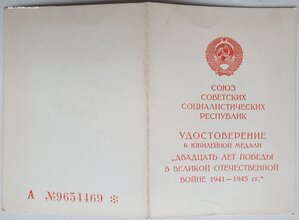 СОЮЗ
СОВЕТСКИХ
СОЦИАЛИСТИЧЕСКИХ
РЕСПУБЛИК
УДОСТОВЕРЕНИЕ
К ЮБИЛЕЙНОЙ МЕДАЛИ
„ДВАДЦАТЬ ЛЕТ ПОБЕДЫ
В ВЕЛИКОЙ ОТЕЧЕСТВЕННОЙ
ВОЙНЕ 1941—1945 гг.“
А №9654469 ✻